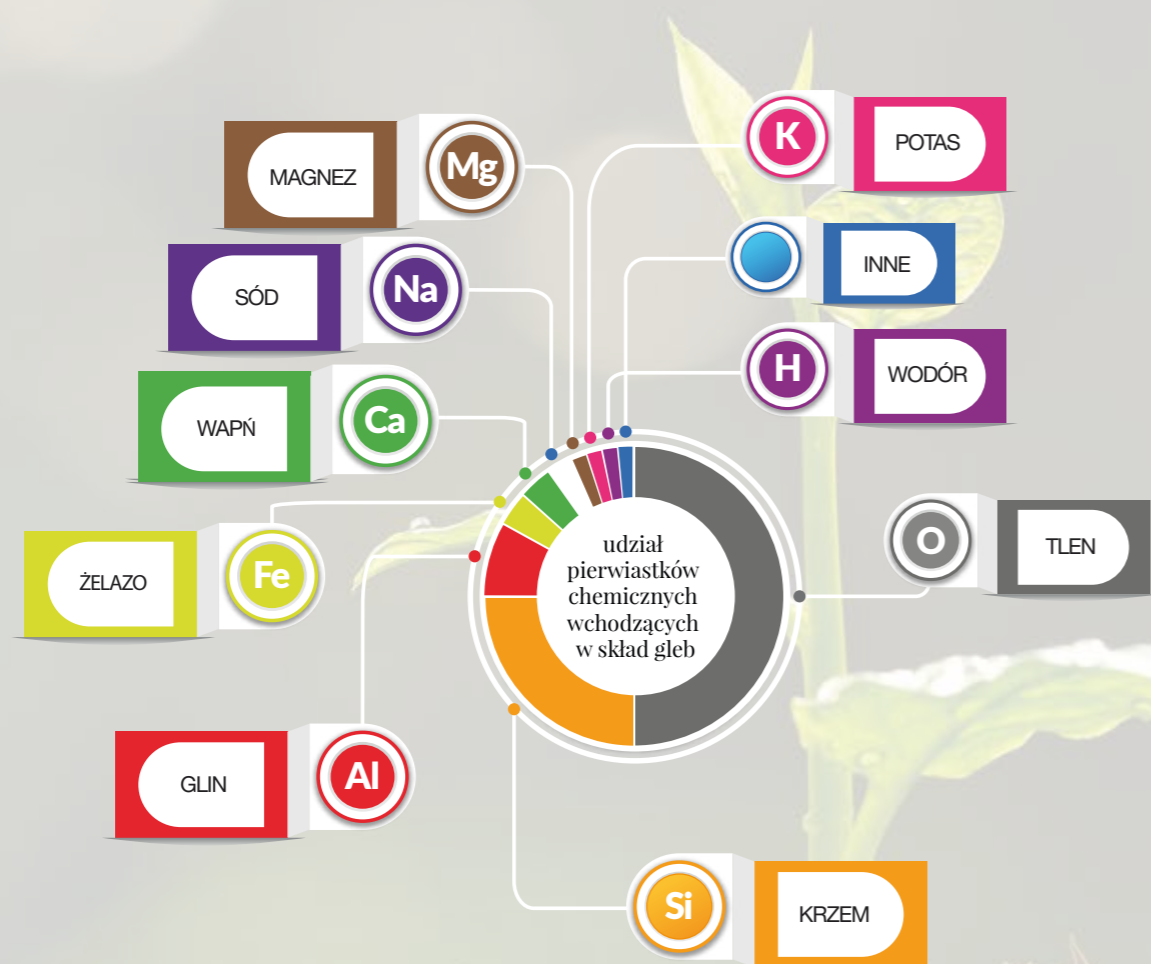 MAGNEZ
Mg
K
POTAS
SÓD
Na
INNE
WAPŃ
Ca
H
WODÓR
ŻELAZO
Fe
O
TLEN
udział
pierwiastków
chemicznych
wchodzących
w skład gleb
GLIN
Al
Si
KRZEM